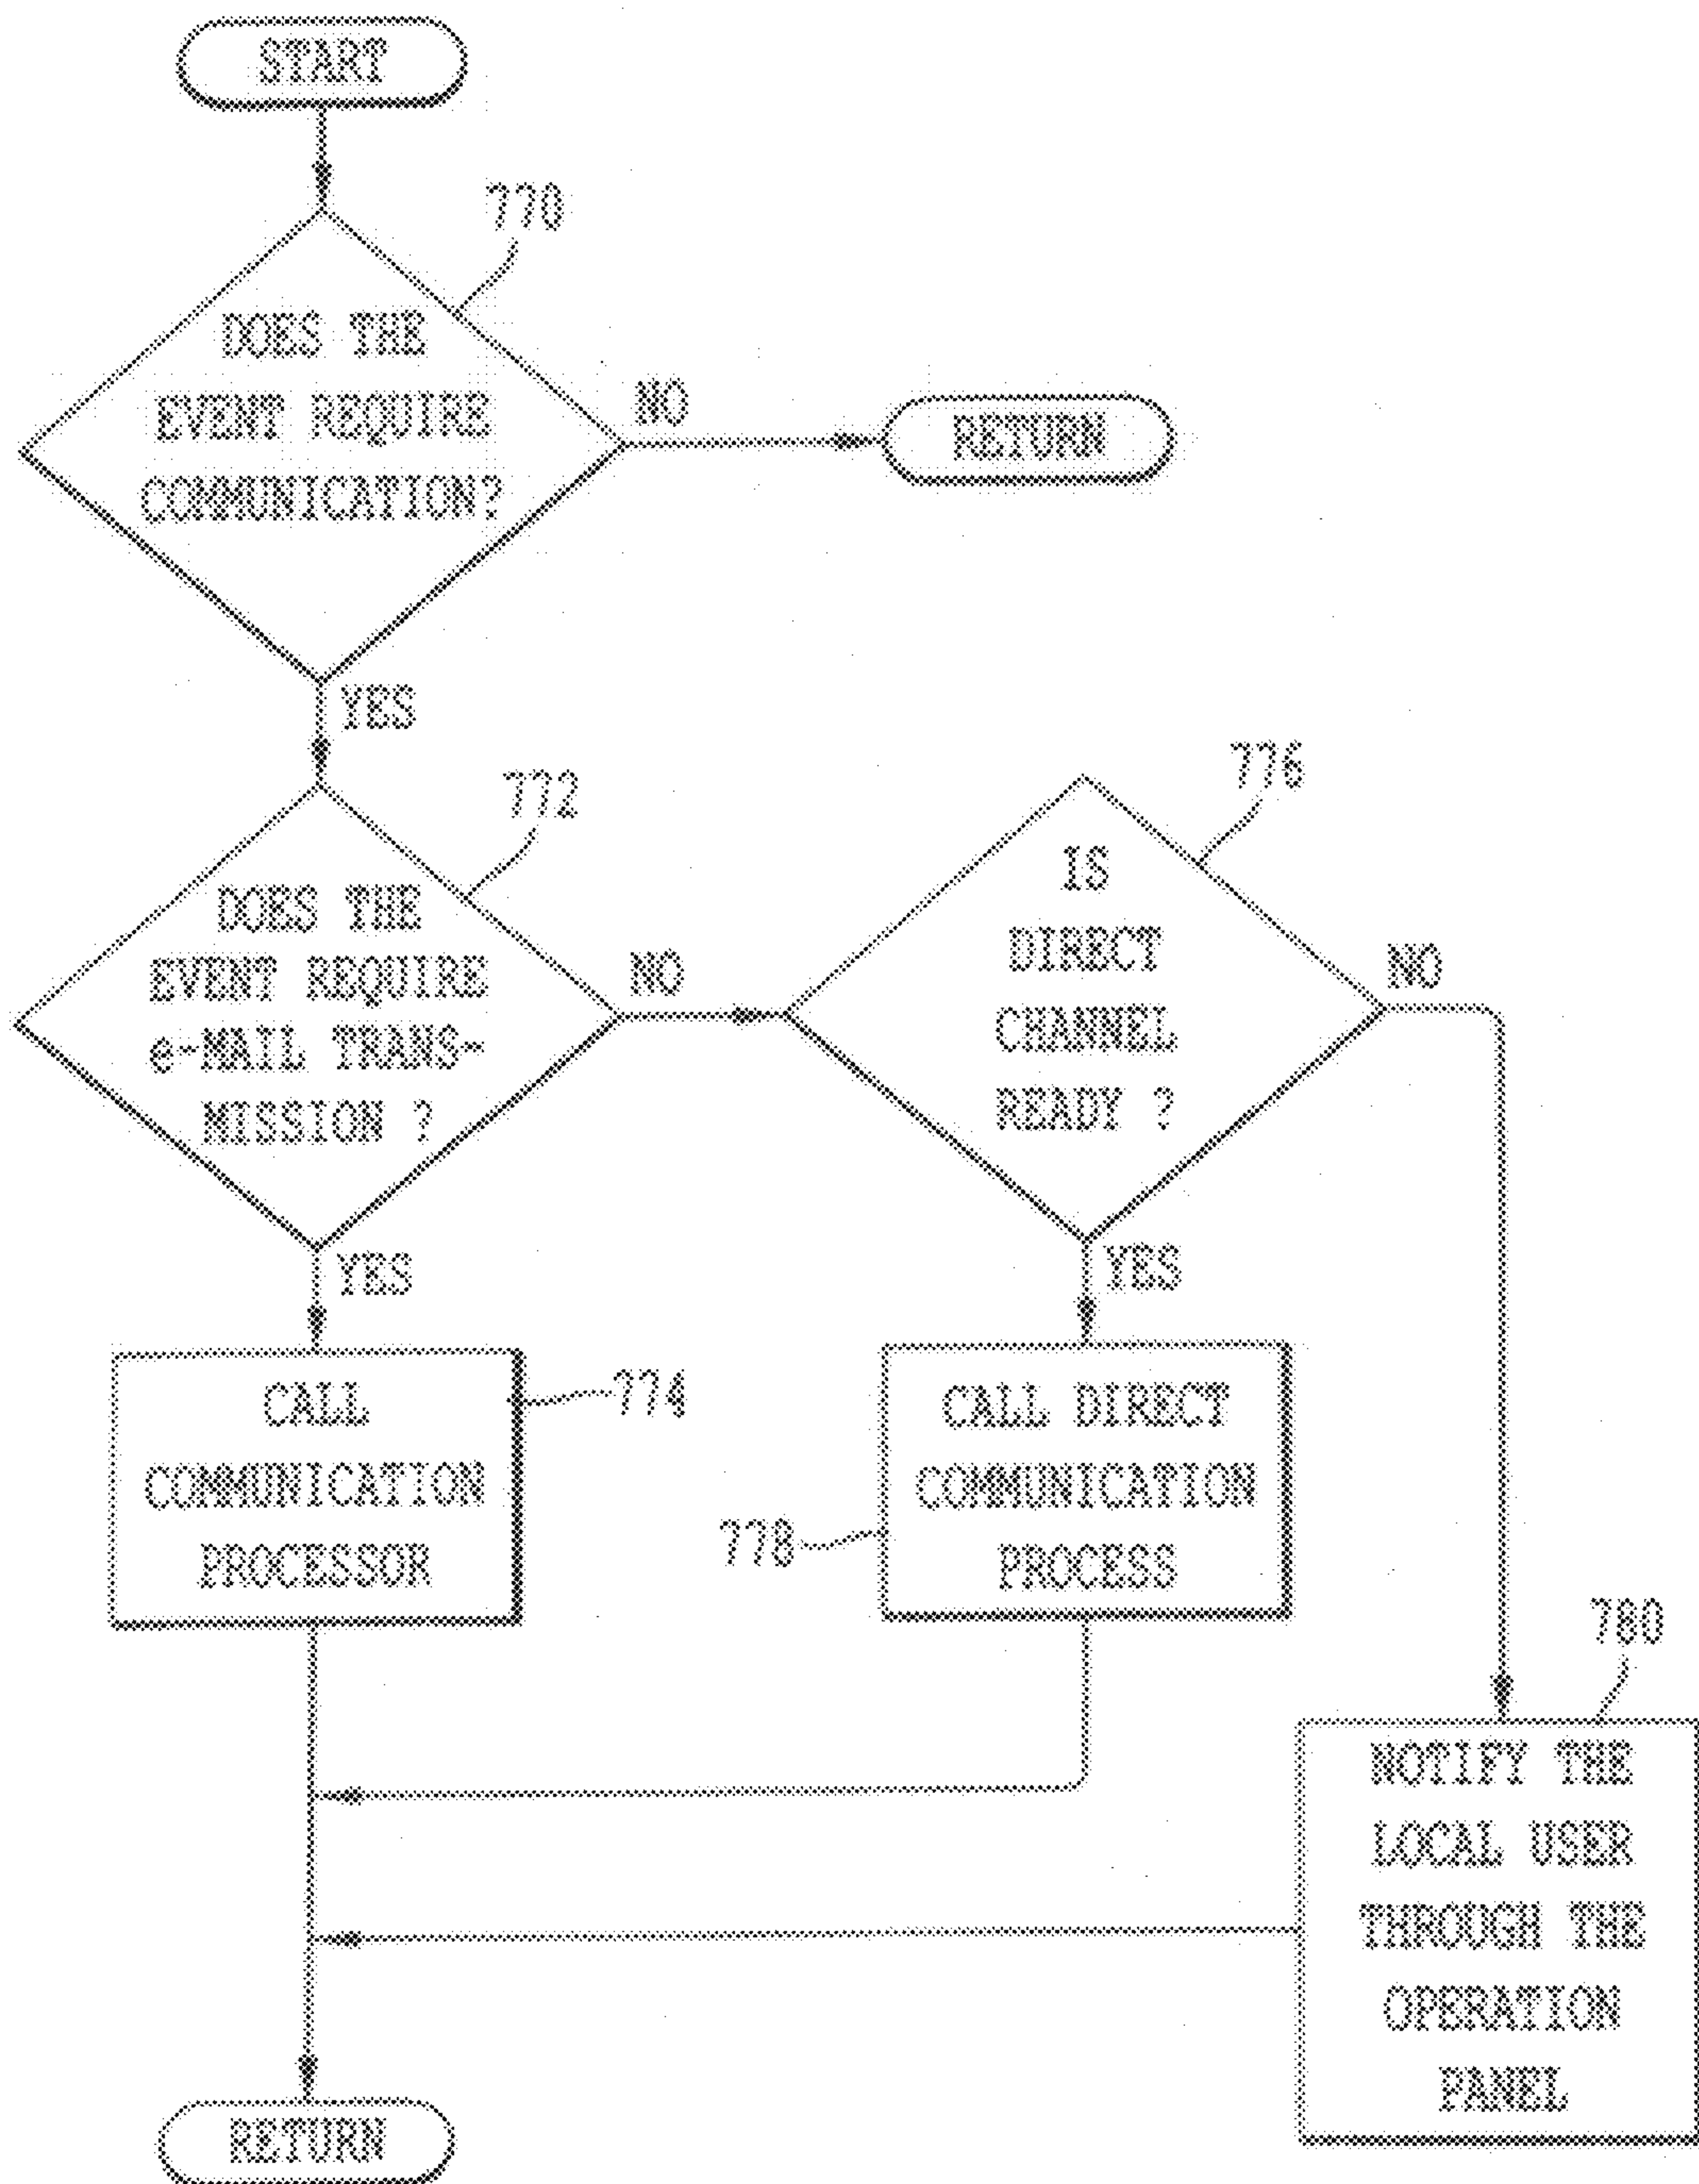 START
770
DOES THE
EVENT REQUIRE
COMMUNICATION?
NO
RETURN
YES
772
DOES THE
EVENT REQUIRE
e-MAIL TRANS-
MISSION ?
NO
776
IS
DIRECT
CHANNEL
READY ?
NO
YES
YES
CALL
COMMUNICATION
PROCESSOR
774
CALL DIRECT
COMMUNICATION
PROCESS
778
780
NOTIFY THE
LOCAL USER
THROUGH THE
OPERATION
PANEL
RETURN